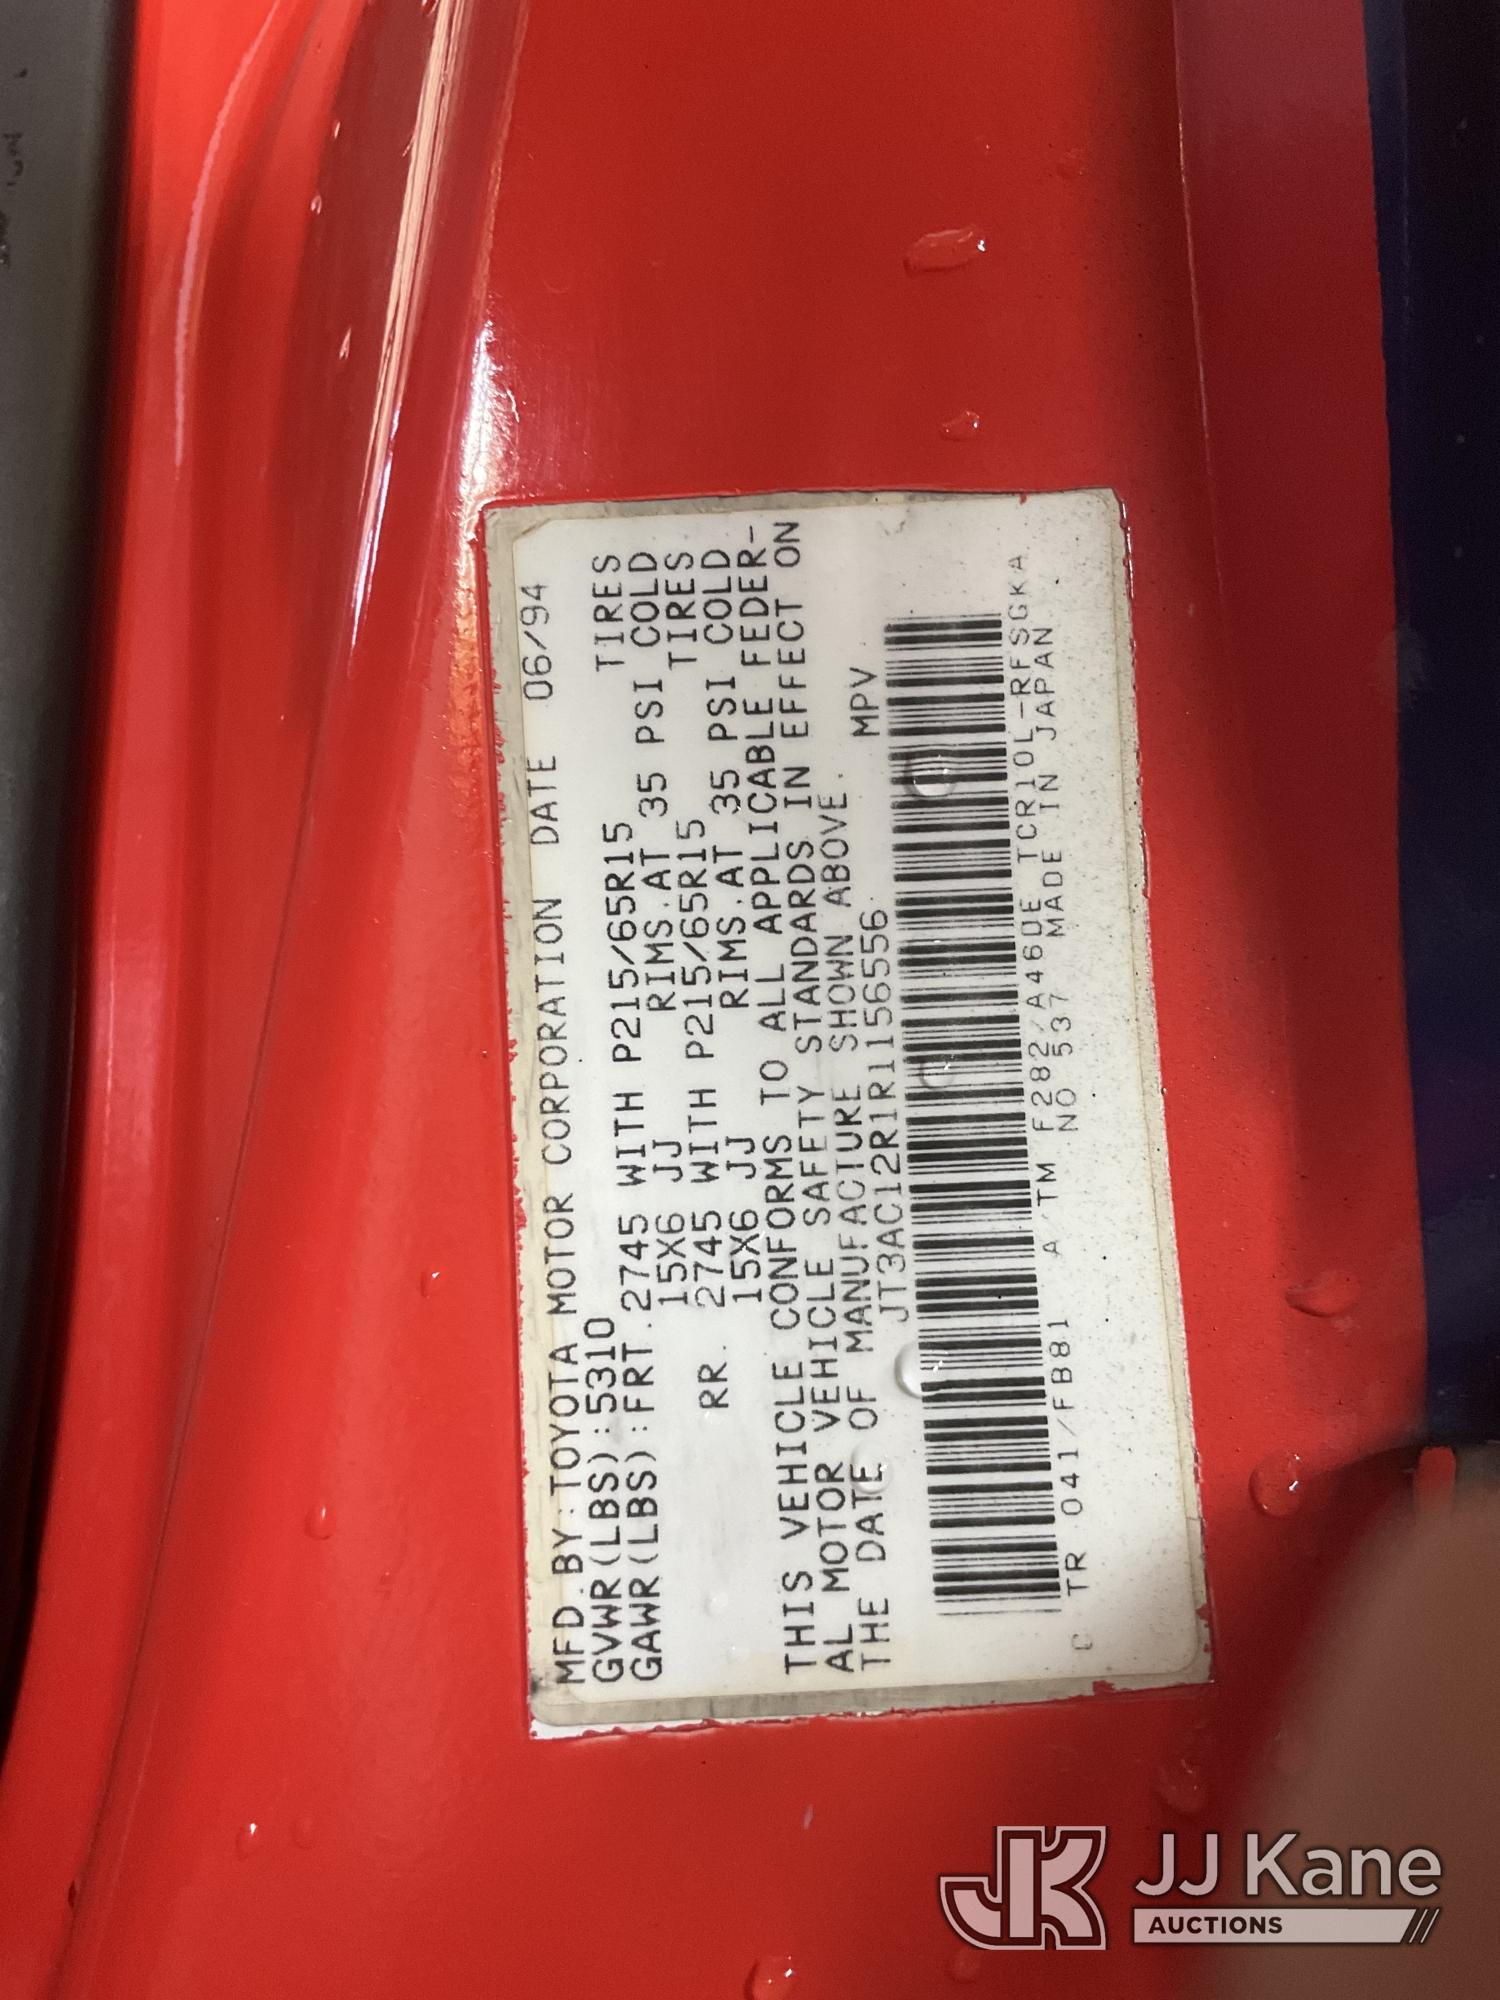 MFD.BY:TOYOTA MOTOR CORPORATION DATE 06/94
GVWR(LBS):5310
GAWR(LBS):FRT.2745 WITH P215/65R15 TIRES
15X6 JJ RIMS.AT 35 PSI COLD
RR. 2745 WITH P215/65R15 TIRES
15X6 JJ RIMS.AT 35 PSI COLD
THIS VEHICLE CONFORMS TO ALL APPLICABLE FEDER-
AL MOTOR VEHICLE SAFETY STANDARDS IN EFFECT ON
THE DATE OF MANUFACTURE SHOWN ABOVE.
JT3AC12R1R1156556 MPV
C TR 041/FB81 A/TM F282/A460E TCR10L-RFSGKA
NO 537 MADE IN JAPAN
JK JJ Kane
AUCTIONS